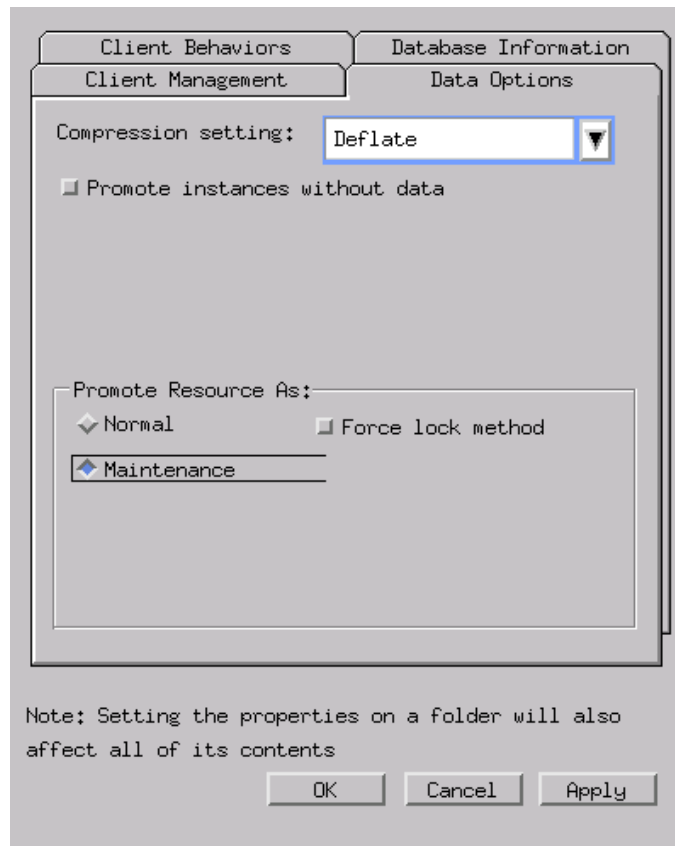 Client Behaviors Database Information
Client Management Data Options
Compression setting: Deflate
Promote instances without data
Promote Resource As:
Normal Force lock method
Maintenance
Note: Setting the properties on a folder will also
affect all of its contents
OK Cancel Apply